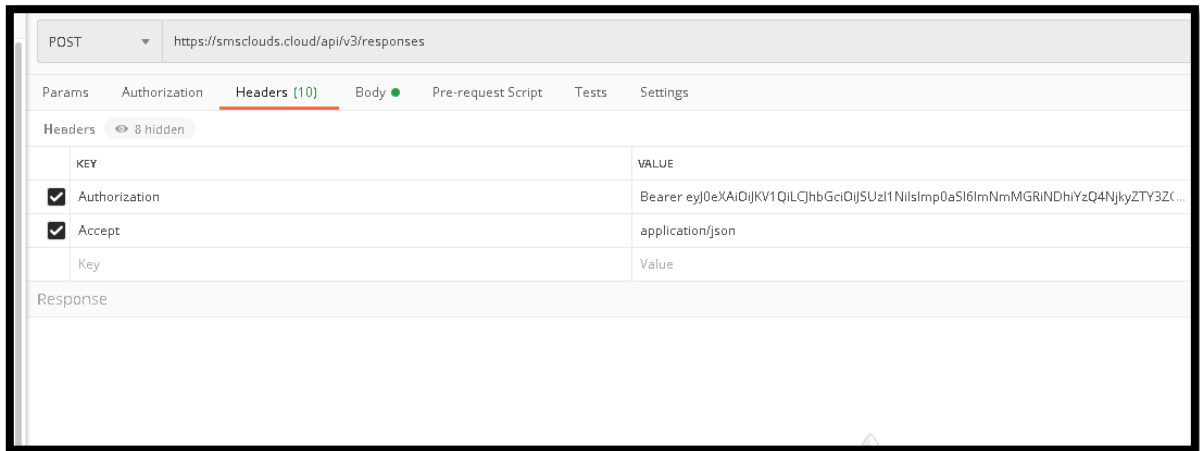 POST https://smsclouds.cloud/api/v3/responses
Params Authorization Headers (10) Body Pre-request Script Tests Settings
Headers 8 hidden
KEY VALUE
Authorization Bearer eyJ0eXAiOiJKV1QiLCJhbGciOiJSUzI1NiIsImp0aSI6ImNmMGRiNDhiYzQ4NjkyZTY3Z(...
Accept application/json
Key Value
Response